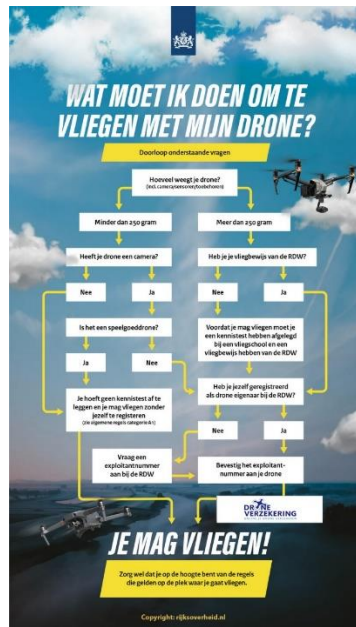 WAT MOET IK DOEN OM TE
VLIEGEN MET MIJN DRONE?
Doorloop onderstaande vragen
Hoeveel weegt je drone?
(incl. camera/sensoren/toebehoren)
Minder dan 250 gram
Meer dan 250 gram
Heeft je drone een camera?
Heb je je vliegbewijs van de RDW?
Nee
Ja
Nee
Ja
Is het een speelgoeddrone?
Voordat je mag vliegen moet je
een kennistest hebben afgelegd
bij een vliegschool en een
vliegbewijs hebben van de RDW
Ja
Nee
Je hoeft geen kennistest af te
leggen en je mag vliegen zonder
jezelf te registeren
(Zie algemene regels categorie A1)
Heb je jezelf geregistreerd
als drone eigenaar bij de RDW?
Nee
Ja
Vraag een
exploitantnummer
aan bij de RDW
Bevestig het exploitant-
nummer aan je drone
DRONE
VERZEKERING
JE MAG VLIEGEN!
Zorg wel dat je op de hoogte bent van de regels
die gelden op de plek waar je gaat vliegen.
Copyright: rijksoverheid.nl